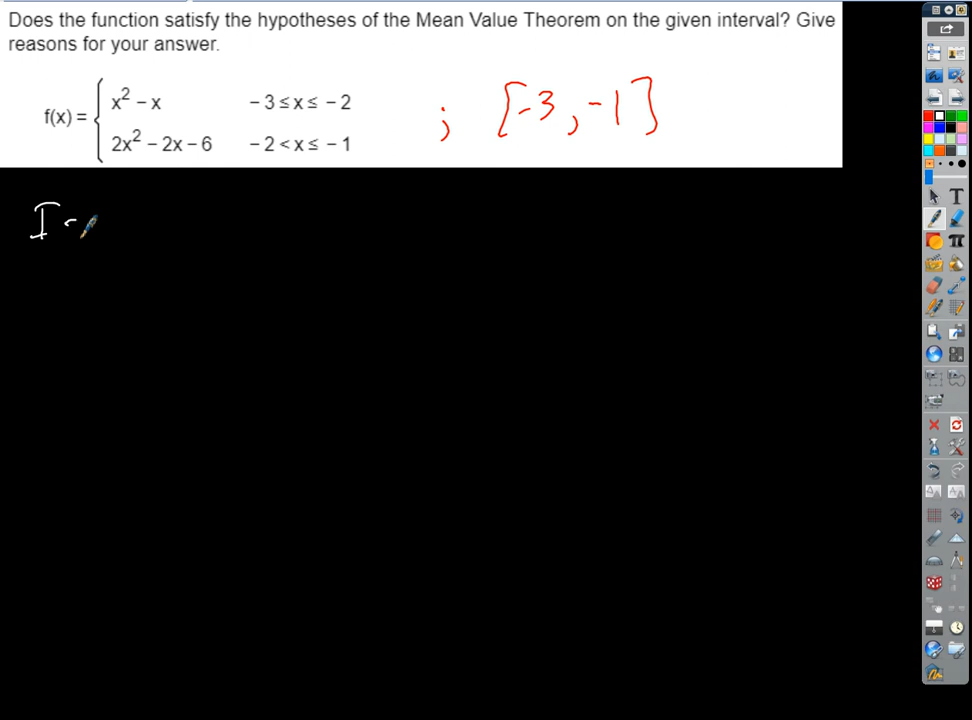 Does the function satisfy the hypotheses of the Mean Value Theorem on the given interval? Give
reasons for your answer.
f(x) = { x² – x    – 3 ≤ x ≤ – 2
2x² – 2x – 6    – 2 < x ≤ – 1    ; [-3, -1]
I